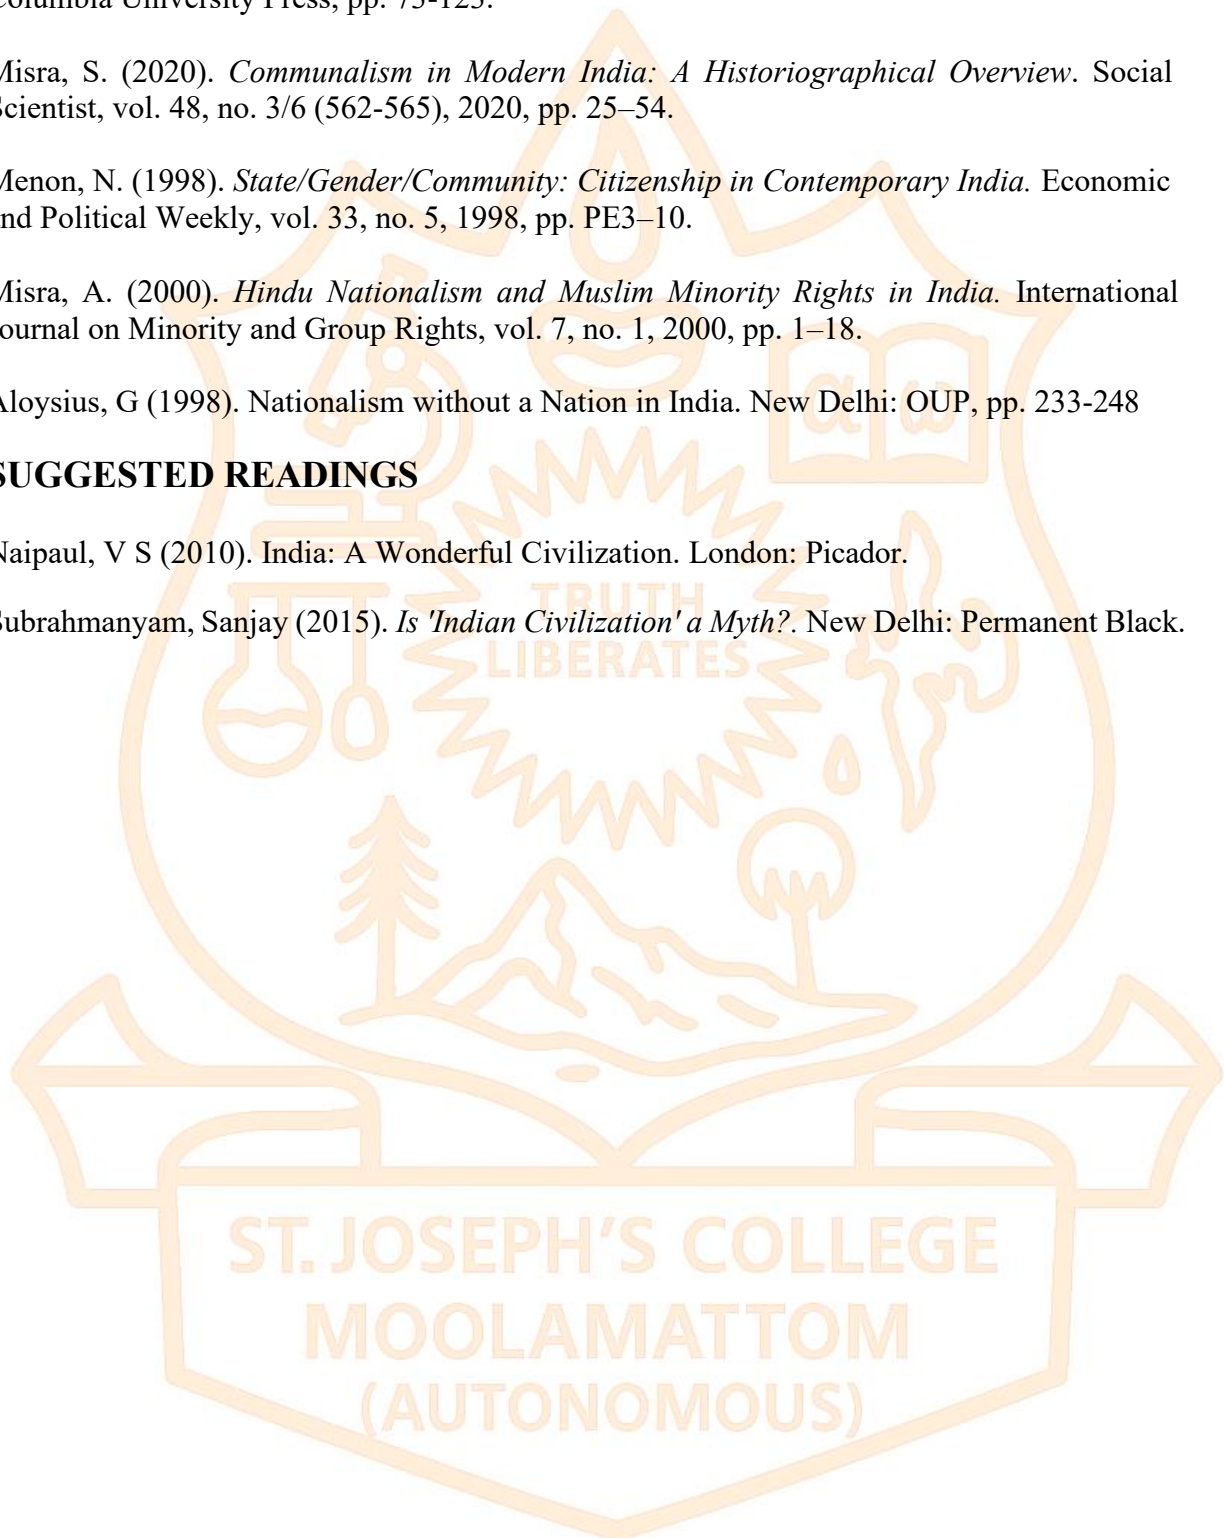 Columbia University Press, pp. 73-123.
Misra, S. (2020). Communalism in Modern India: A Historiographical Overview. Social
Scientist, vol. 48, no. 3/6 (562-565), 2020, pp. 25–54.
Menon, N. (1998). State/Gender/Community: Citizenship in Contemporary India. Economic
and Political Weekly, vol. 33, no. 5, 1998, pp. PE3–10.
Misra, A. (2000). Hindu Nationalism and Muslim Minority Rights in India. International
Journal on Minority and Group Rights, vol. 7, no. 1, 2000, pp. 1–18.
Aloysius, G (1998). Nationalism without a Nation in India. New Delhi: OUP, pp. 233-248
SUGGESTED READINGS
Naipaul, V S (2010). India: A Wonderful Civilization. London: Picador.
Subrahmanyam, Sanjay (2015). Is 'Indian Civilization' a Myth?. New Delhi: Permanent Black.
α ω
TRUTH
LIBERATES
ST. JOSEPH'S COLLEGE
MOOLAMATTOM
(AUTONOMOUS)